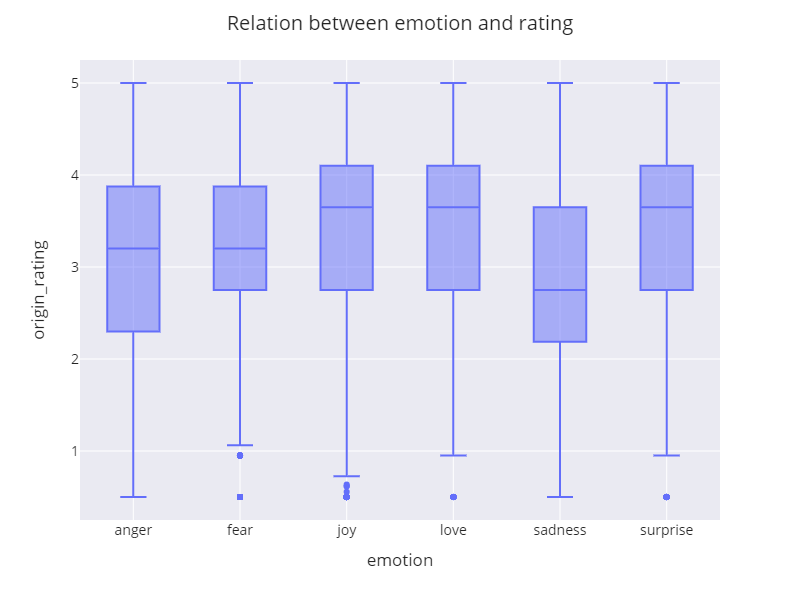 Relation between emotion and rating
origin_rating
5
4
3
2
1
anger fear joy love sadness surprise
emotion